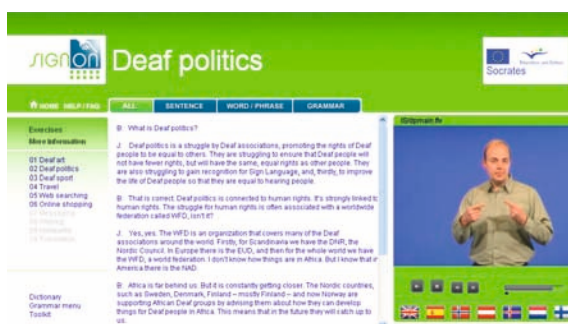 SIGNON
Deaf politics
Socrates
Education and Culture
HOME HELP / FAQ
ALL
SENTENCE
WORD / PHRASE
GRAMMAR
Exercises
More information
01 Deaf art
02 Deaf politics
03 Deaf sport
04 Travel
05 Web searching
06 Online shopping
B: What is Deaf politics?
J: Deaf politics is a struggle by Deaf associations, promoting the rights of Deaf
people to be equal to others. They are struggling to ensure that Deaf people will
not have fewer rights, but will have the same, equal rights as other people. They
are also struggling to gain recognition for Sign Language, and, thirdly, to improve
the life of Deaf people so that they are equal to hearing people.
B: That is correct. Deaf politics is connected to human rights. It's strongly linked to
human rights. The struggle for human rights is often associated with a worldwide
federation called WFD, isn't it?
J: Yes, yes. The WFD is an organization that covers many of the Deaf
associations around the world. Firstly, for Scandinavia we have the DNR, the
Nordic Council. In Europe there is the EUD, and then for the whole world we have
the WFD, a world federation. I don't know how things are in Africa. But I know that in
America there is the NAD.
B: Africa is far behind us. But it is constantly getting closer. The Nordic countries,
such as Sweden, Denmark, Finland – mostly Finland – and now Norway are
supporting African Deaf groups by advising them about how they can develop
things for Deaf people in Africa. This means that in the future they will catch up to
us.
Dictionary
Grammar menu
Toolkit